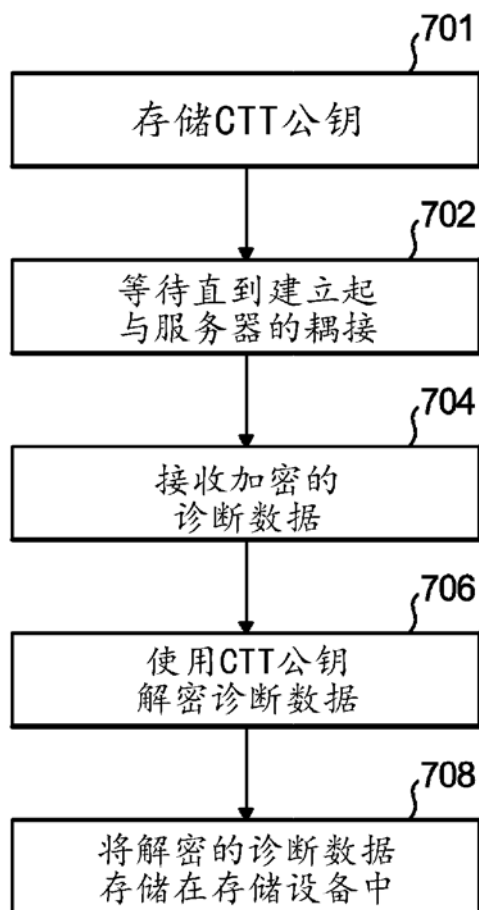 701
存储CTT公钥
702
等待直到建立起
与服务器的耦接
704
接收加密的
诊断数据
706
使用CTT公钥
解密诊断数据
708
将解密的诊断数据
存储在存储设备中